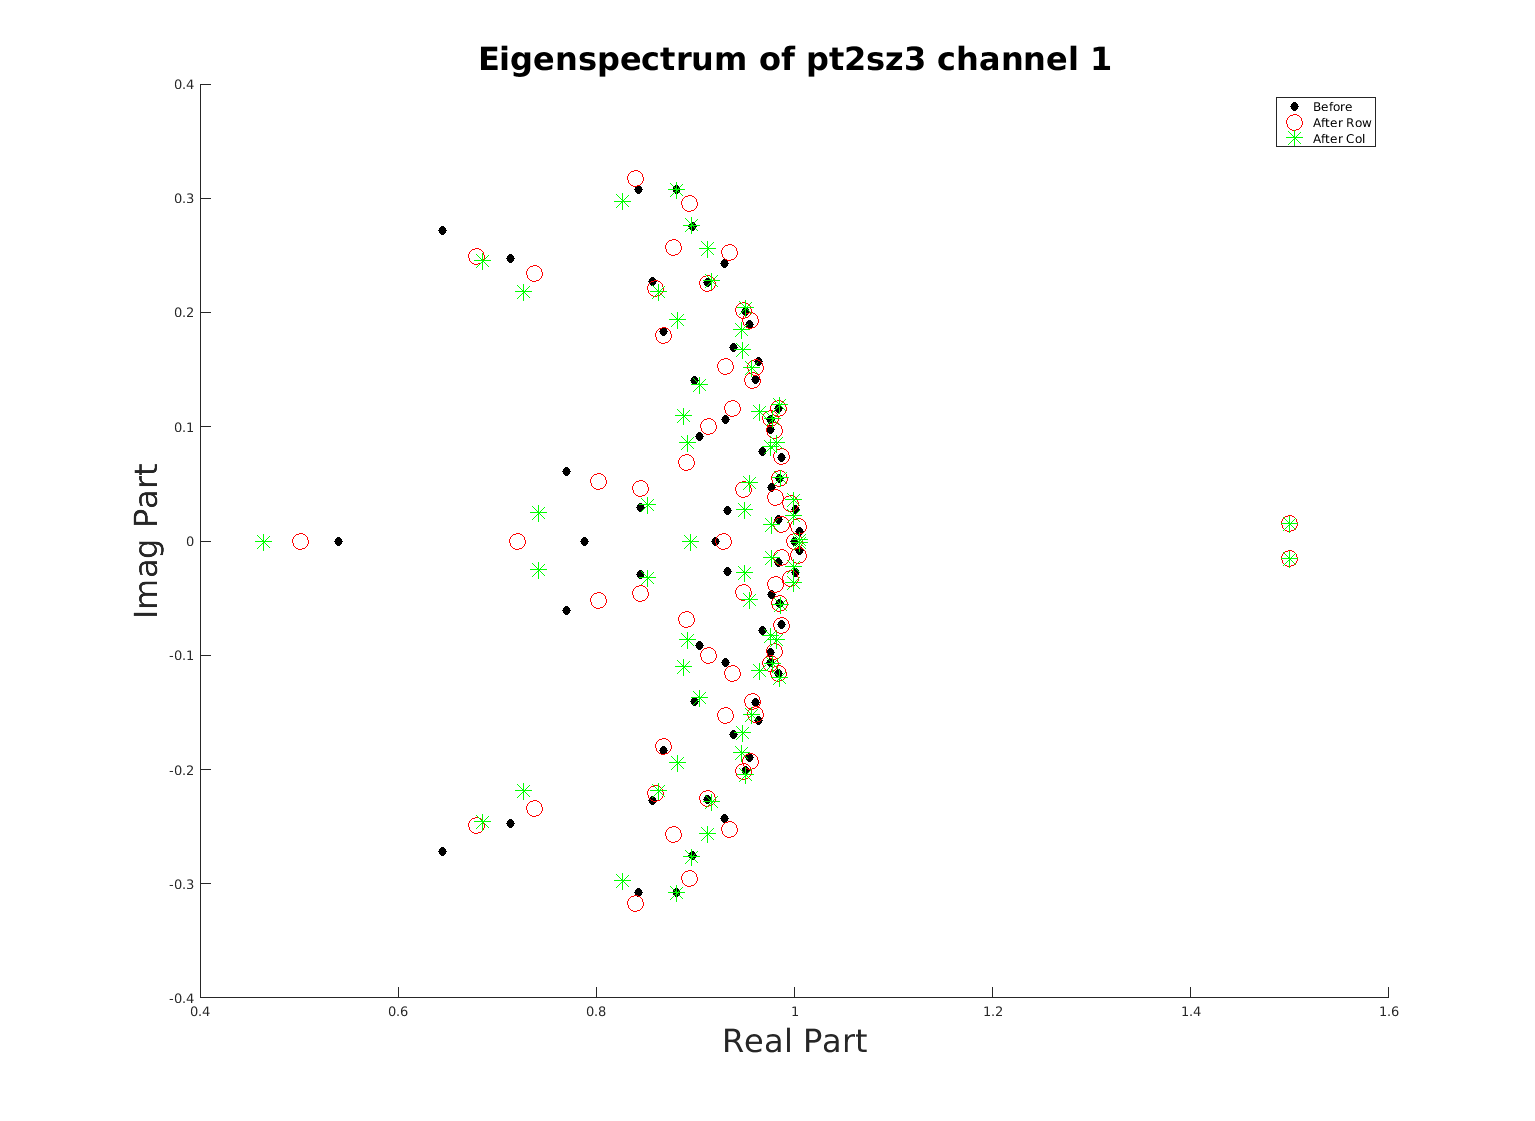 Eigenspectrum of pt2sz3 channel 1
Before
After Row
After Col
0.4
0.3
0.2
0.1
0
-0.1
-0.2
-0.3
-0.4
Imag Part
0.4
0.6
0.8
1
1.2
1.4
1.6
Real Part